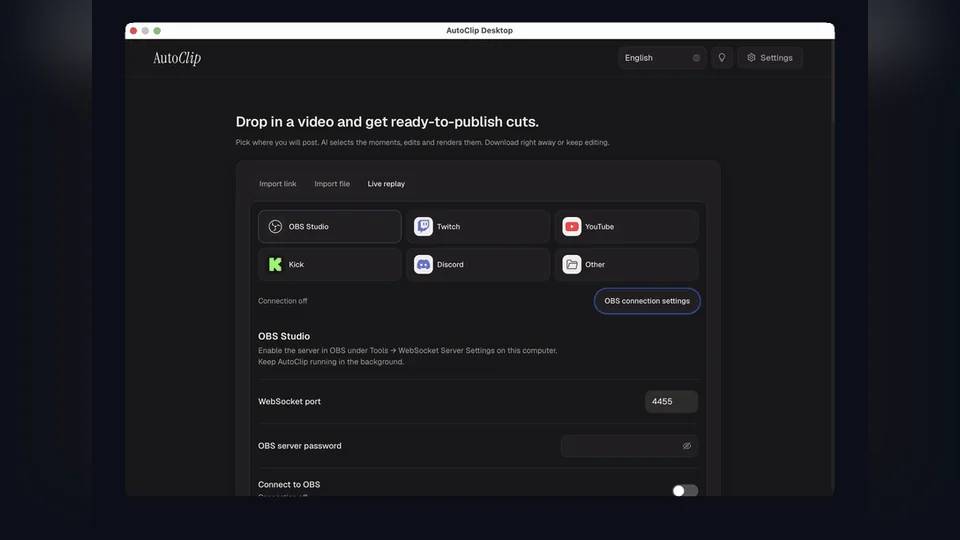 AutoClip Desktop
AutoClip
English
Settings
Drop in a video and get ready-to-publish cuts.
Pick where you will post. AI selects the moments, edits and renders them. Download right away or keep editing.
Import link
Import file
Live replay
OBS Studio
Twitch
YouTube
Kick
Discord
Other
Connection off
OBS connection settings
OBS Studio
Enable the server in OBS under Tools → WebSocket Server Settings on this computer.
Keep AutoClip running in the background.
WebSocket port
4455
OBS server password
Connect to OBS
Connection off